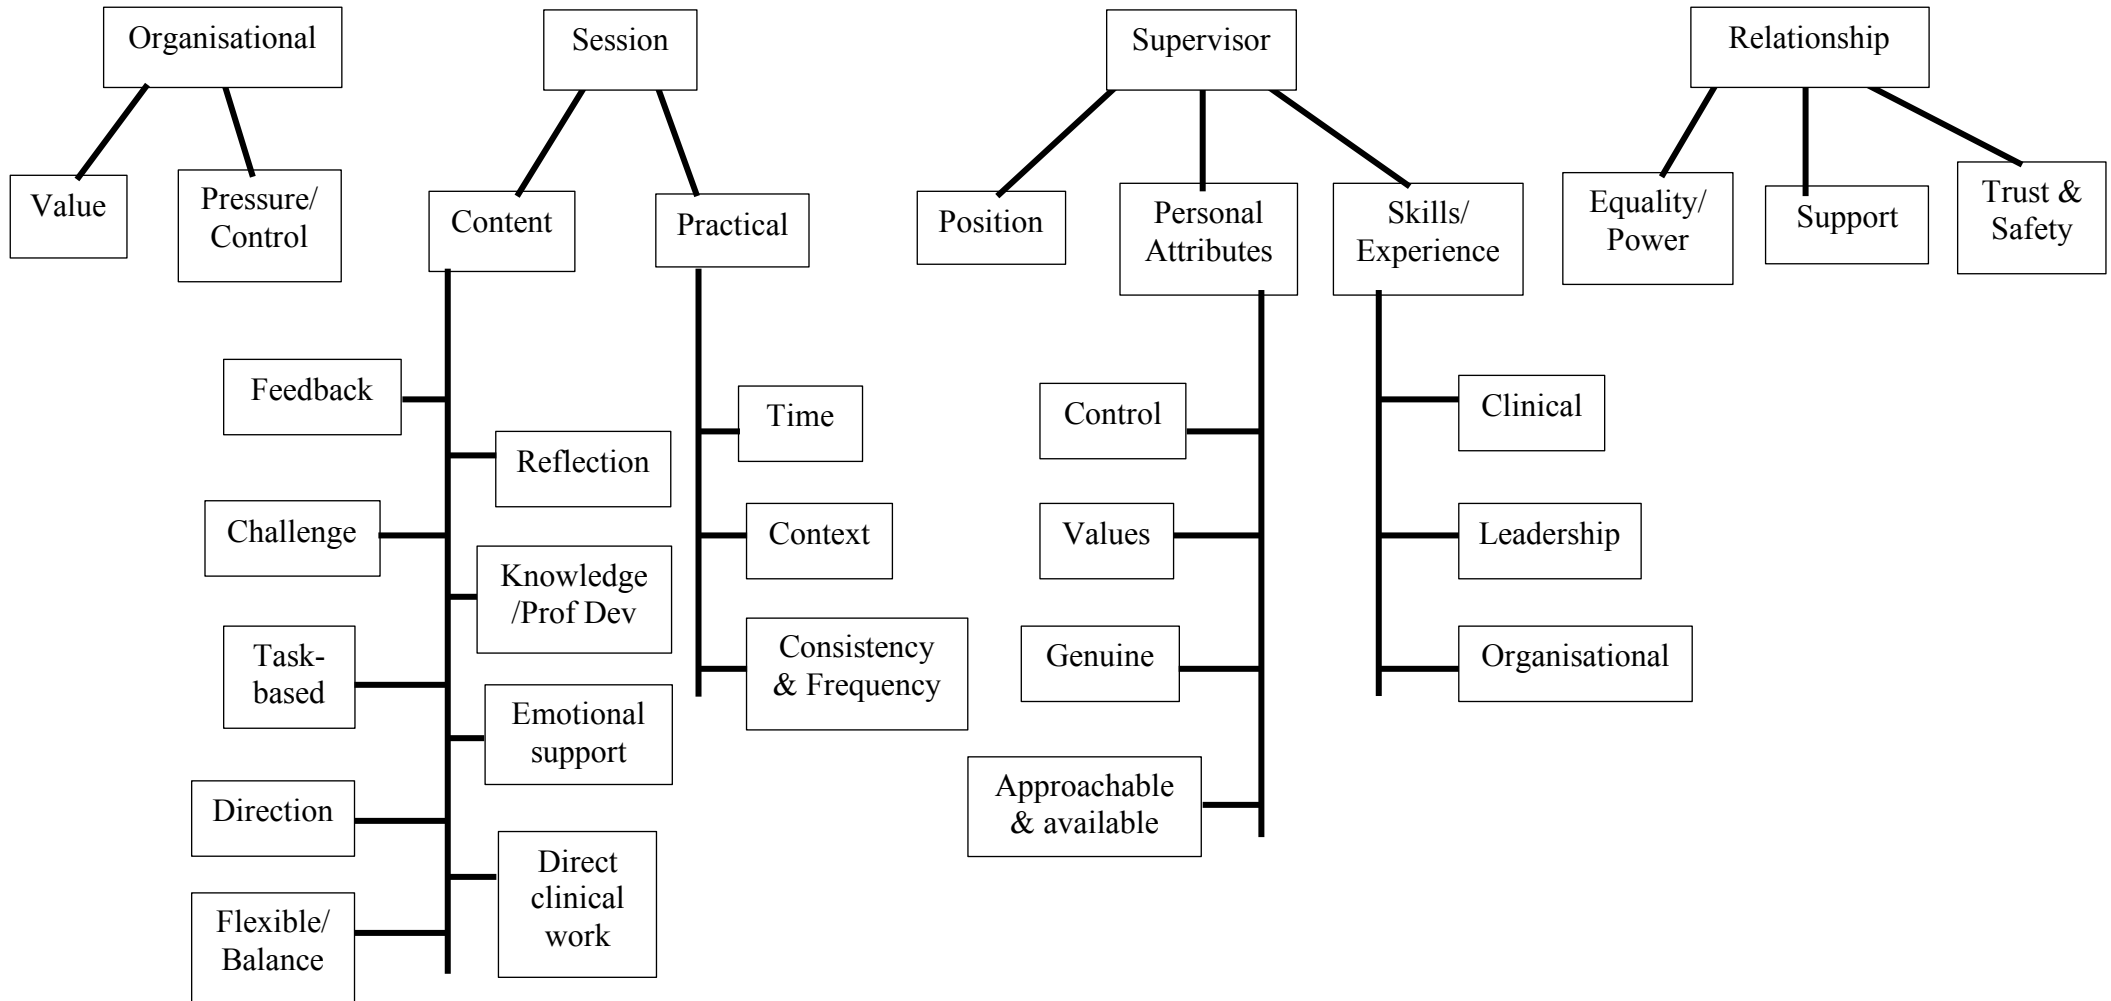 Organisational
Session
Supervisor
Relationship
Value
Pressure/
Control
Content
Practical
Position
Personal
Attributes
Skills/
Experience
Equality/
Power
Support
Trust &
Safety
Feedback
Reflection
Challenge
Knowledge
/Prof Dev
Task-
based
Emotional
support
Direction
Direct
clinical
work
Flexible/
Balance
Time
Context
Consistency
& Frequency
Control
Values
Genuine
Approachable
& available
Clinical
Leadership
Organisational